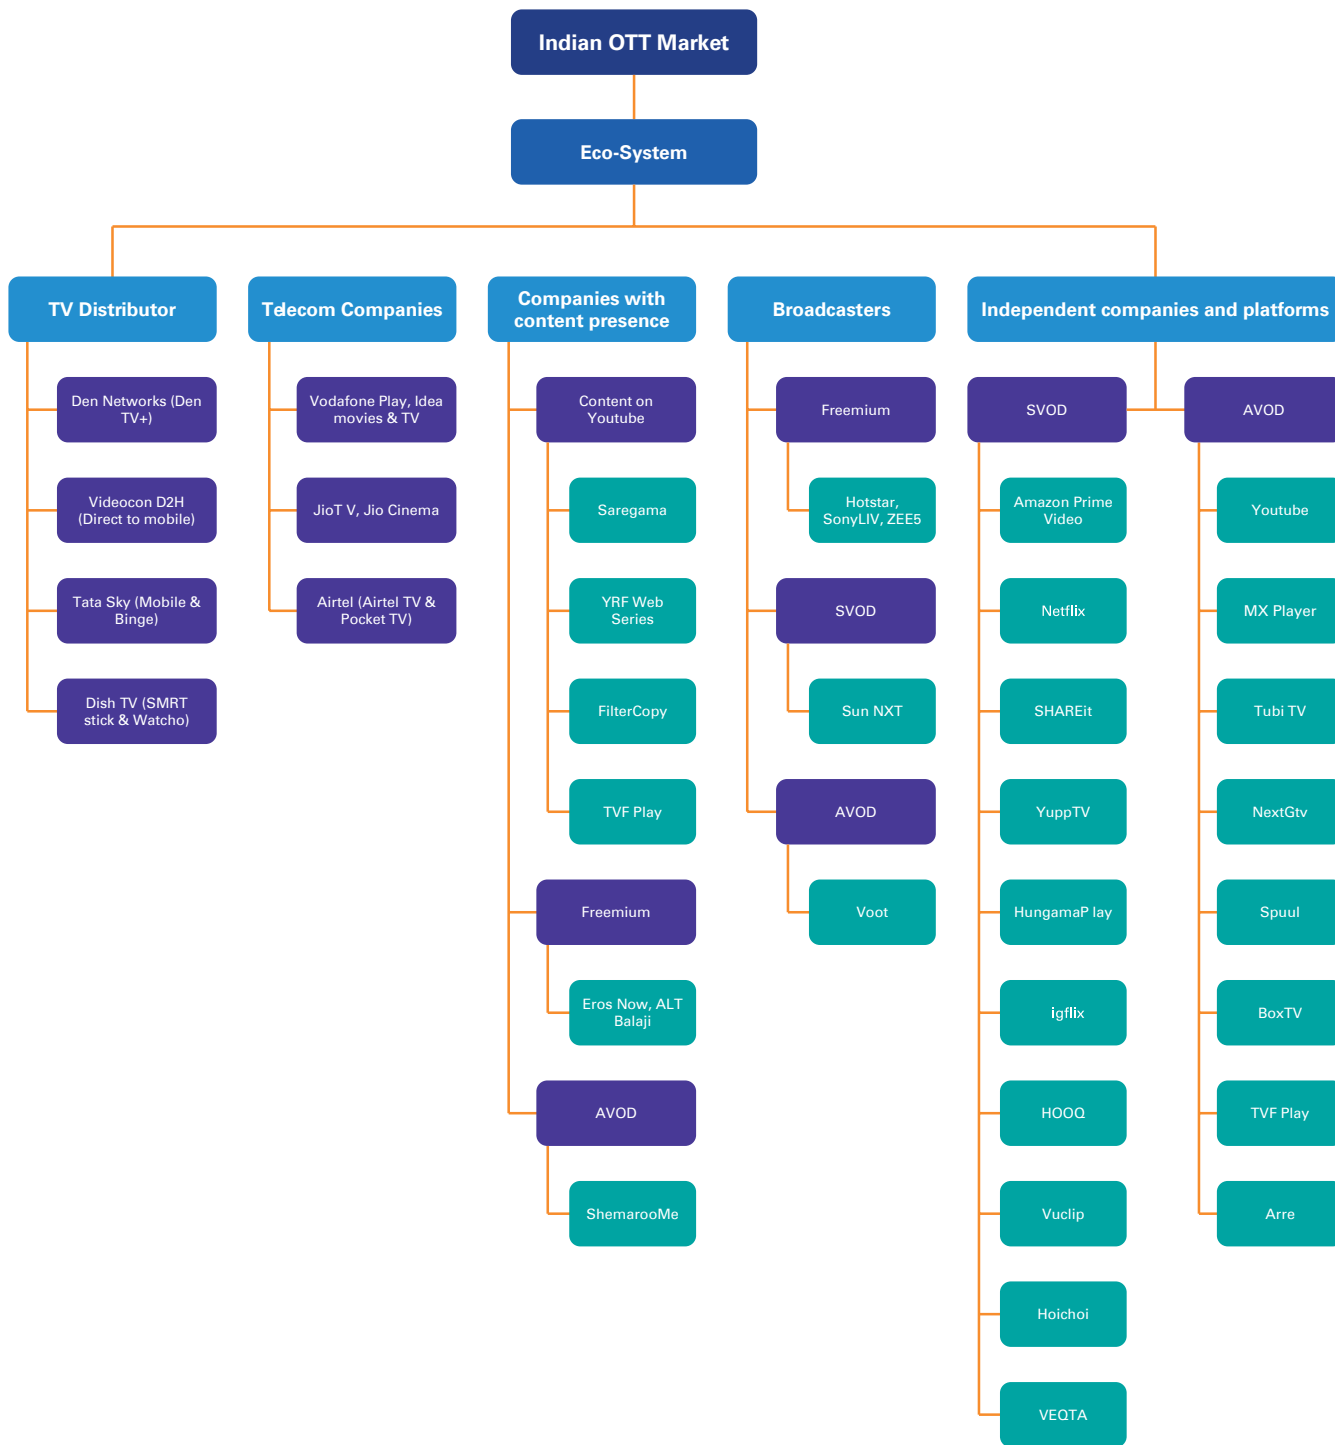 Indian OTT Market
Eco-System
TV Distributor
Den Networks (Den
TV+)
Videocon D2H
(Direct to mobile)
Tata Sky (Mobile &
Binge)
Dish TV (SMRT
stick & Watcho)
Telecom Companies
Vodafone Play, Idea
movies & TV
JioT V, Jio Cinema
Airtel (Airtel TV &
Pocket TV)
Companies with
content presence
Content on
Youtube
Saregama
YRF Web
Series
FilterCopy
TVF Play
Freemium
Eros Now, ALT
Balaji
AVOD
ShemarooMe
Broadcasters
Freemium
Hotstar,
SonyLIV, ZEE5
SVOD
Sun NXT
AVOD
Voot
Independent companies and platforms
SVOD
Amazon Prime
Video
Netflix
SHAREit
YuppTV
HungamaP lay
igflix
HOOQ
Vuclip
Hoichoi
VEQTA
AVOD
Youtube
MX Player
Tubi TV
NextGtv
Spuul
BoxTV
TVF Play
Arre